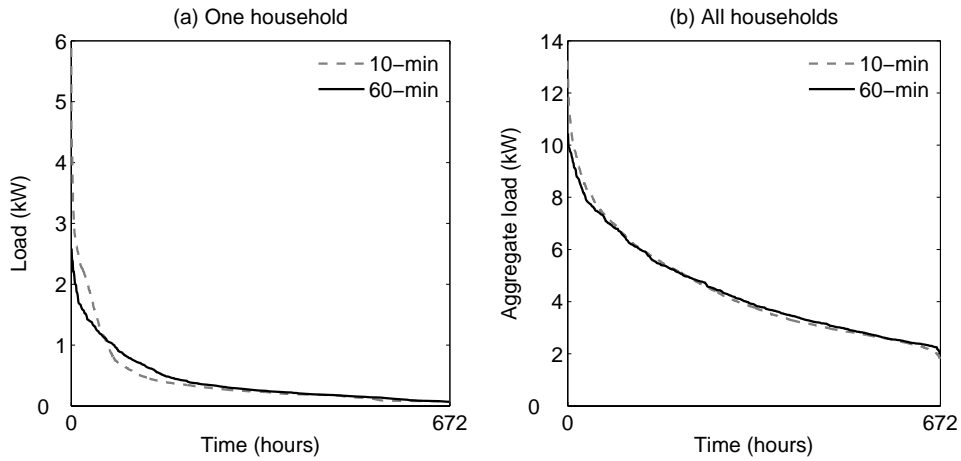 (a) One household
6
5
4
3
2
1
0
Load (kW)
10−min
60−min
0
672
Time (hours)
(b) All households
14
12
10
8
6
4
2
0
Aggregate load (kW)
10−min
60−min
0
672
Time (hours)